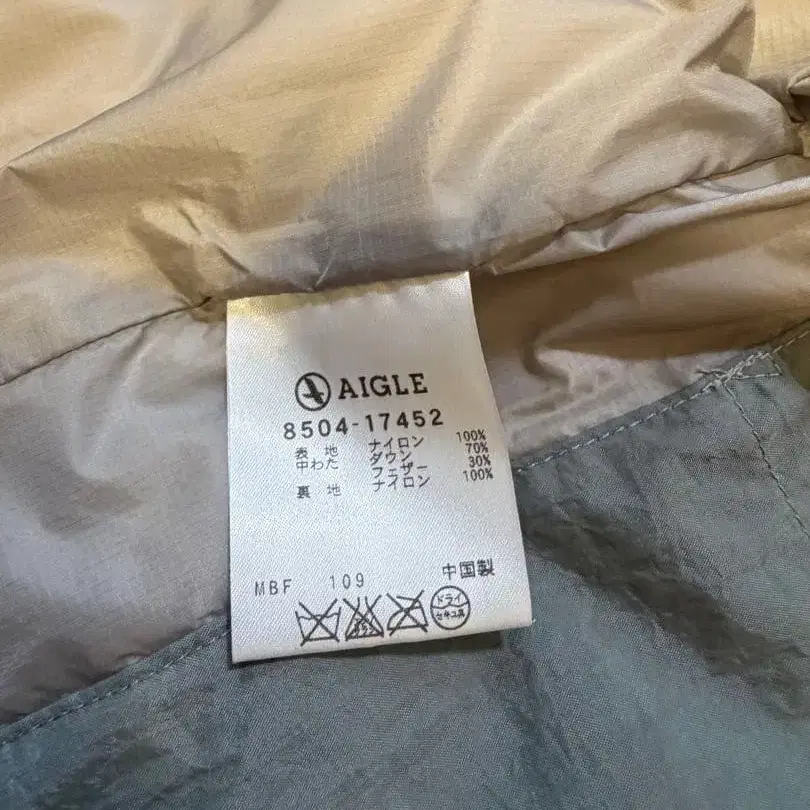 AIGLE
8504-17452
表 地 ナイロン 100%
中わた ダウン 70%
フェザー 30%
裏 地 ナイロン 100%
中国製
MBF 109
ドライ
セキユ系